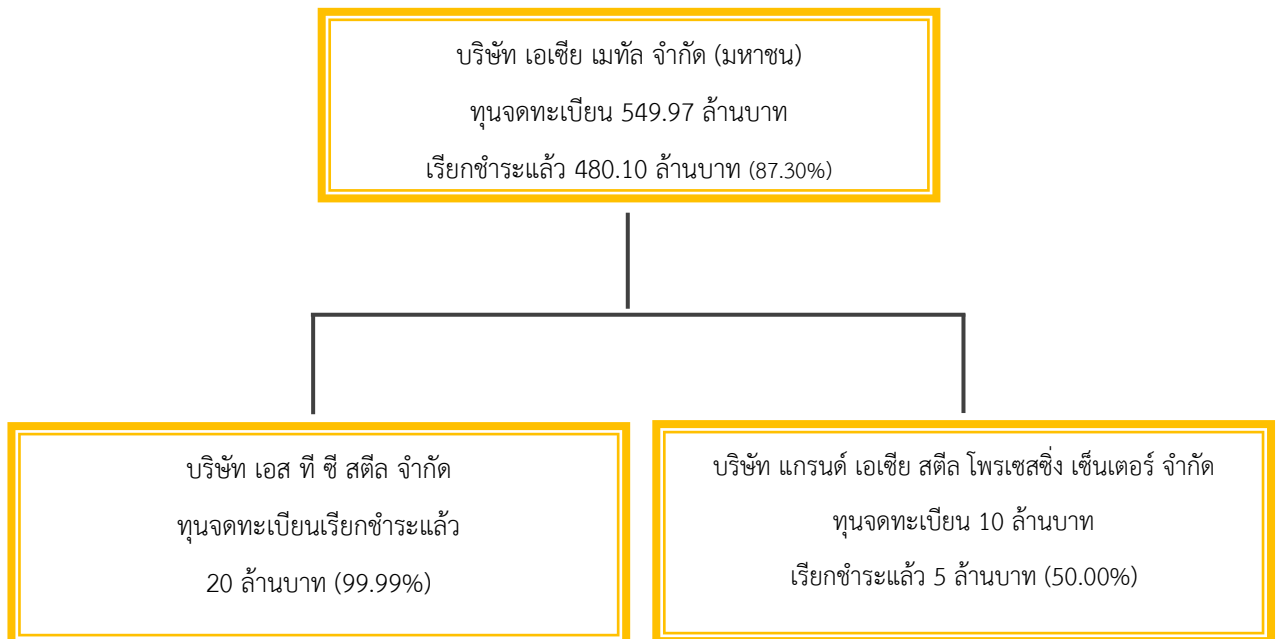 บริษัท เอเซีย เมทัล จำกัด (มหาชน)
ทุนจดทะเบียน 549.97 ล้านบาท
เรียกชำระแล้ว 480.10 ล้านบาท (87.30%)
บริษัท เอส ที ซี สตีล จำกัด
ทุนจดทะเบียนเรียกชำระแล้ว
20 ล้านบาท (99.99%)
บริษัท แกรนด์ เอเซีย สตีล โพรเซสซิ่ง เซ็นเตอร์ จำกัด
ทุนจดทะเบียน 10 ล้านบาท
เรียกชำระแล้ว 5 ล้านบาท (50.00%)